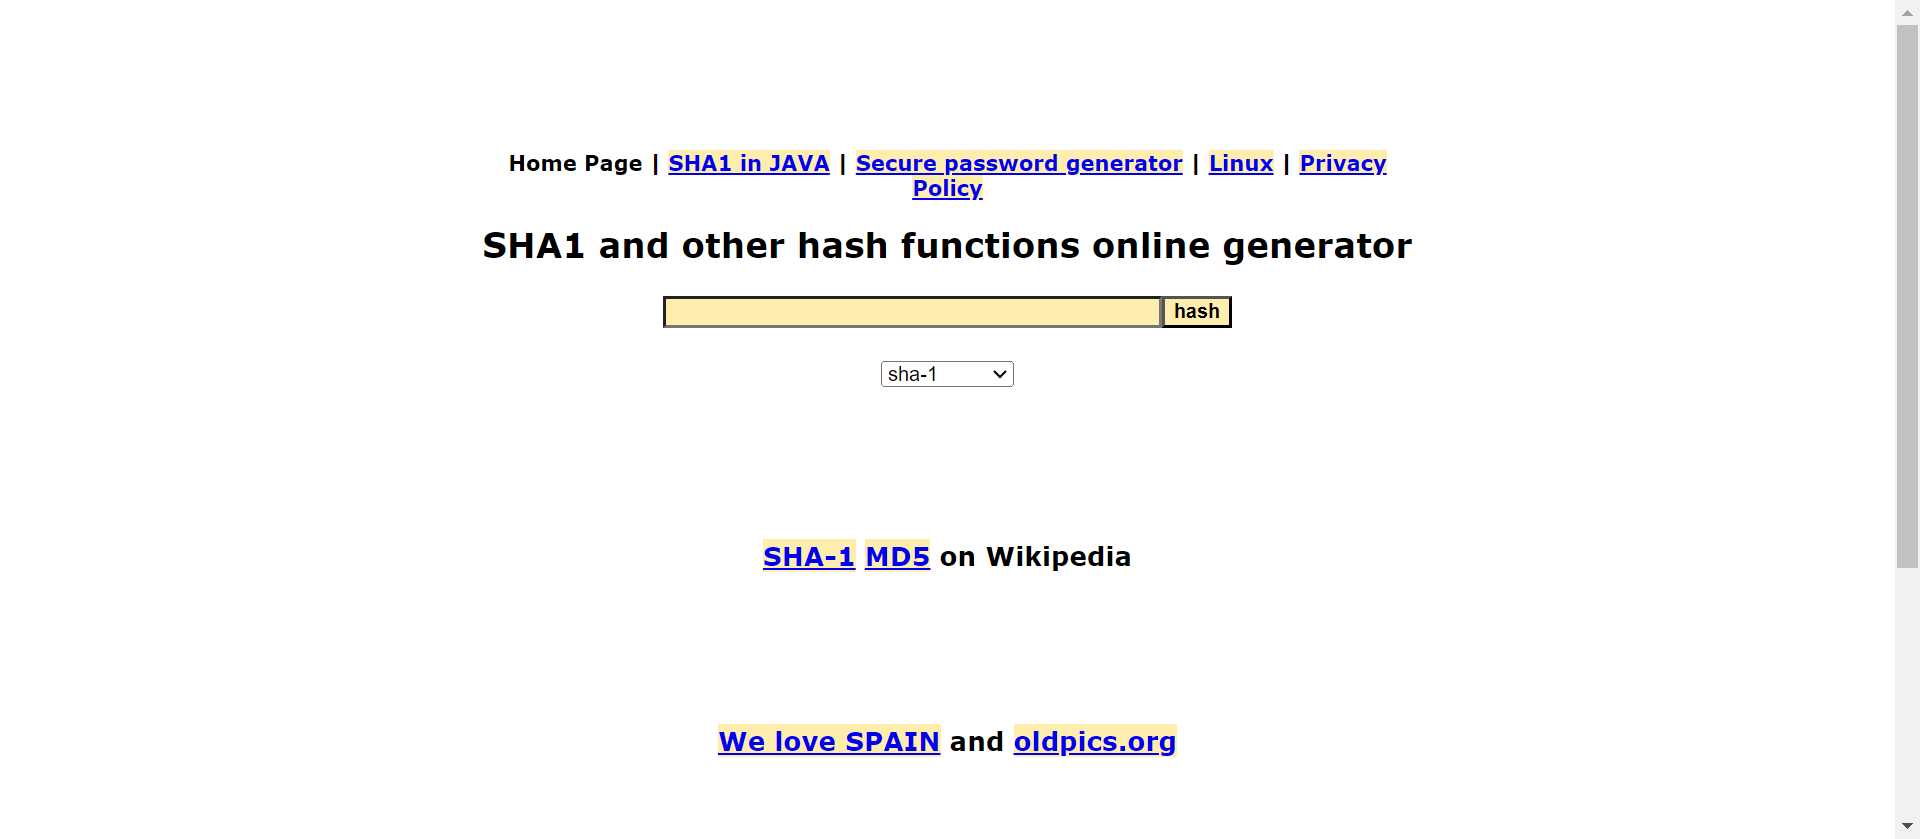 Home Page | SHA1 in JAVA | Secure password generator | Linux | Privacy
Policy
SHA1 and other hash functions online generator
hash
sha-1
SHA-1 MD5 on Wikipedia
We love SPAIN and oldpics.org